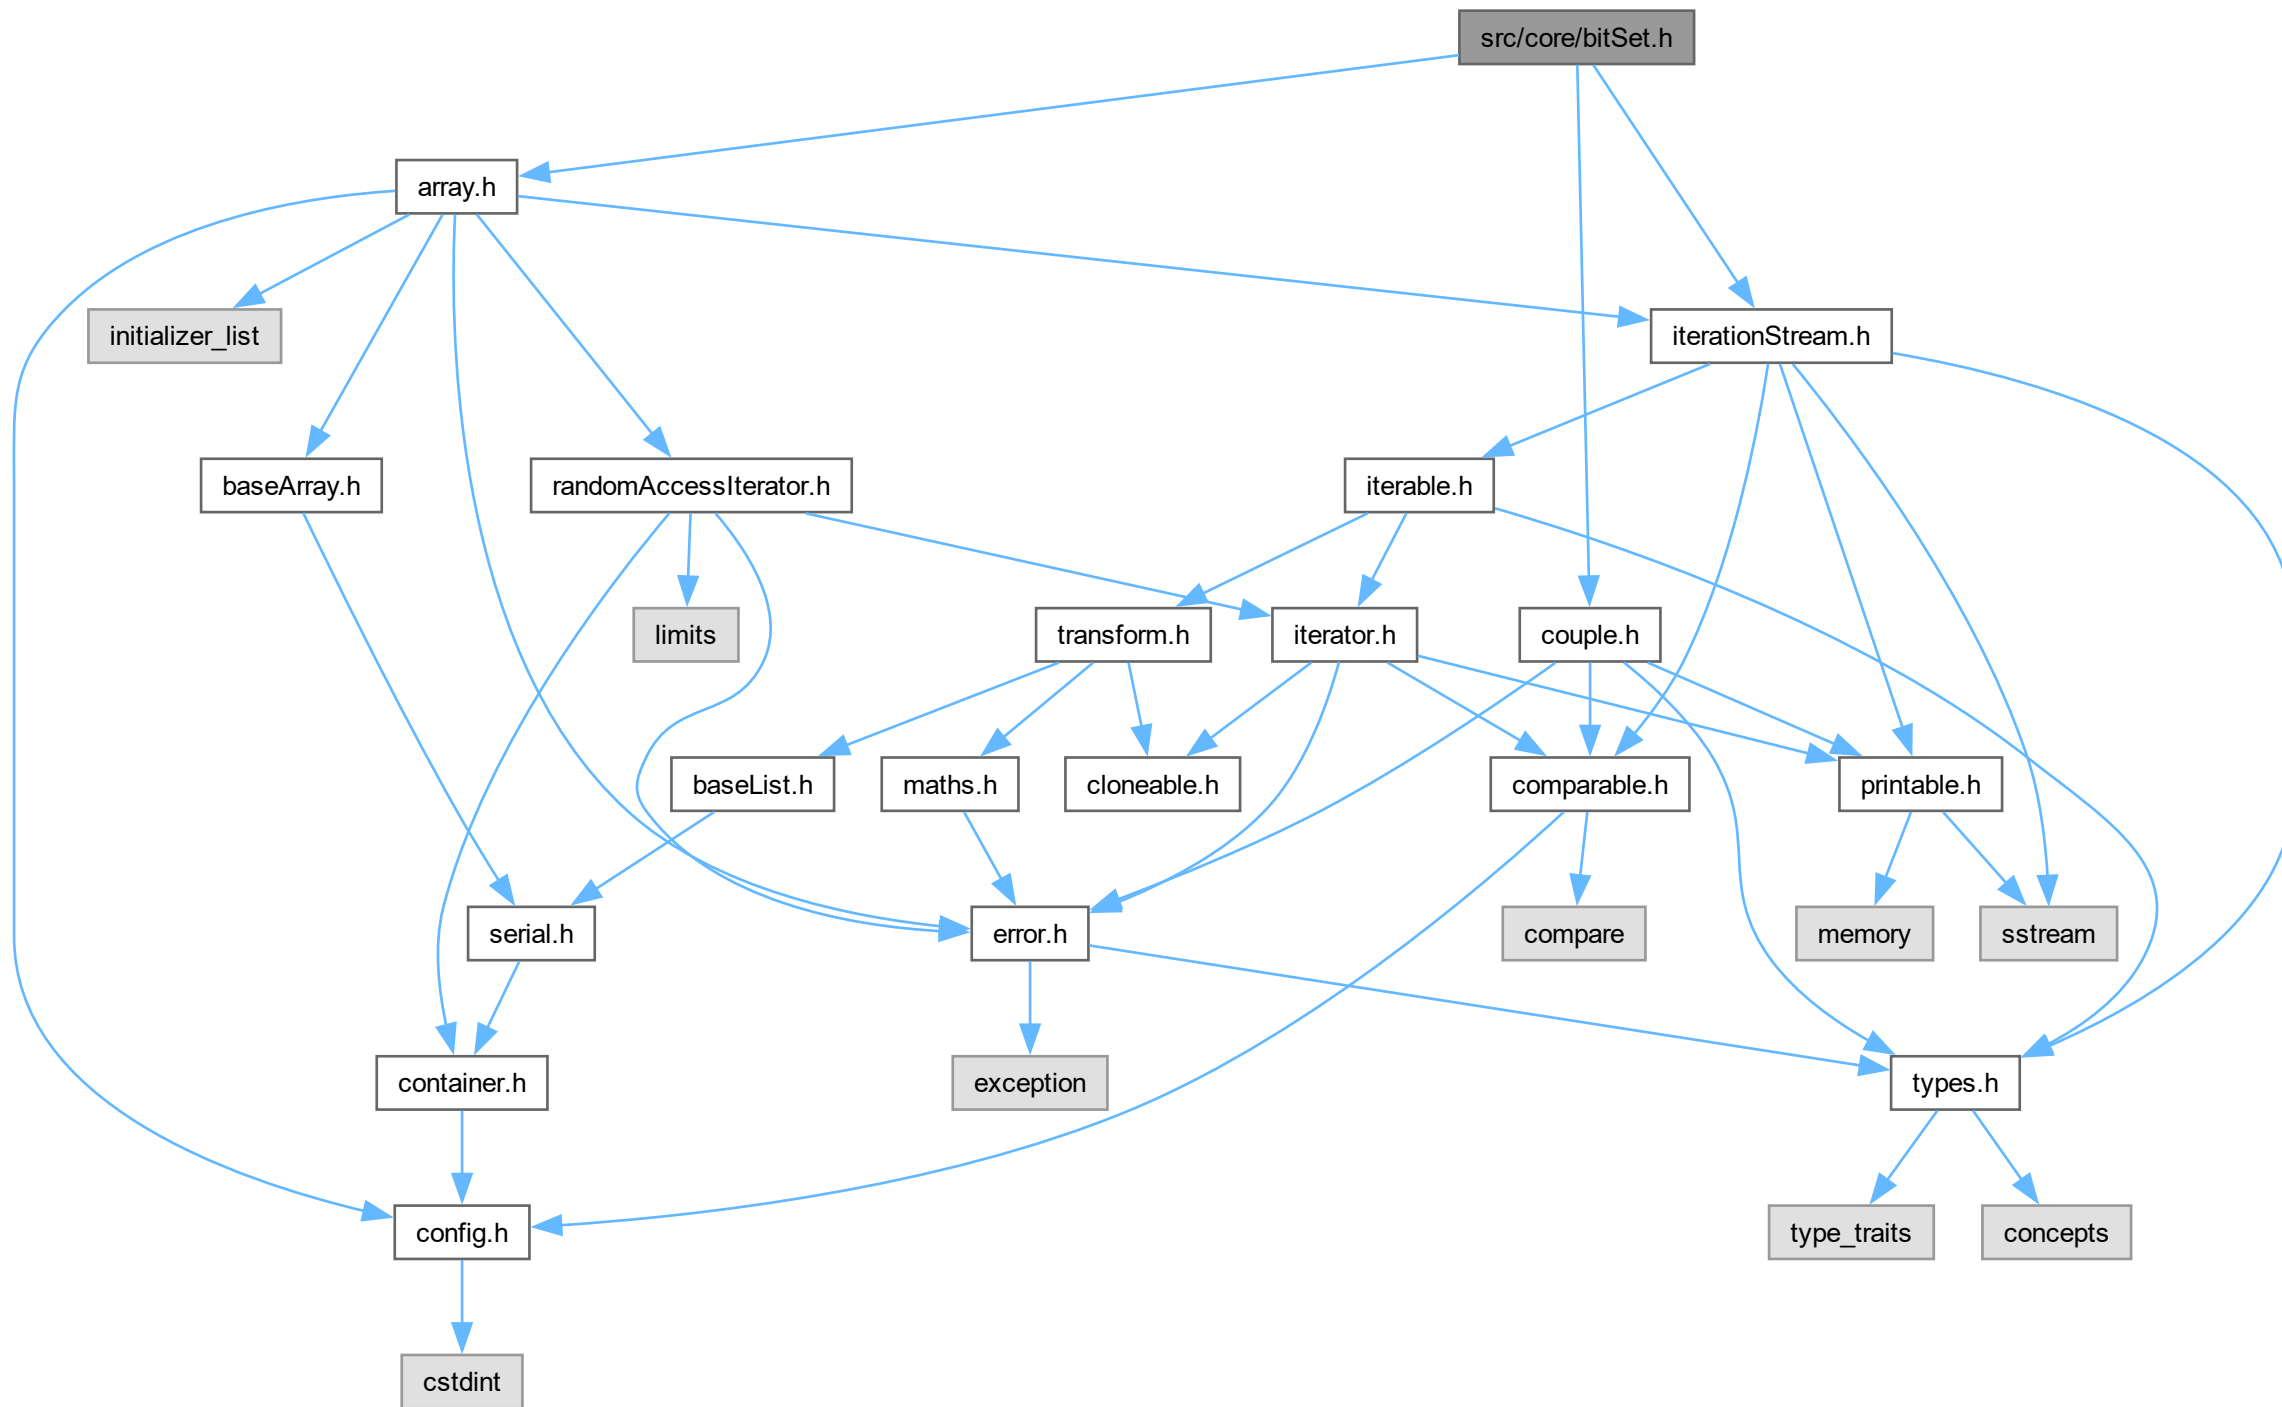 src/core/bitSet.h
array.h
initializer_list
iterationStream.h
baseArray.h
randomAccessIterator.h
iterable.h
limits
transform.h
iterator.h
couple.h
baseList.h
maths.h
cloneable.h
comparable.h
printable.h
serial.h
error.h
compare
memory
sstream
container.h
exception
types.h
config.h
type_traits
concepts
cstdint